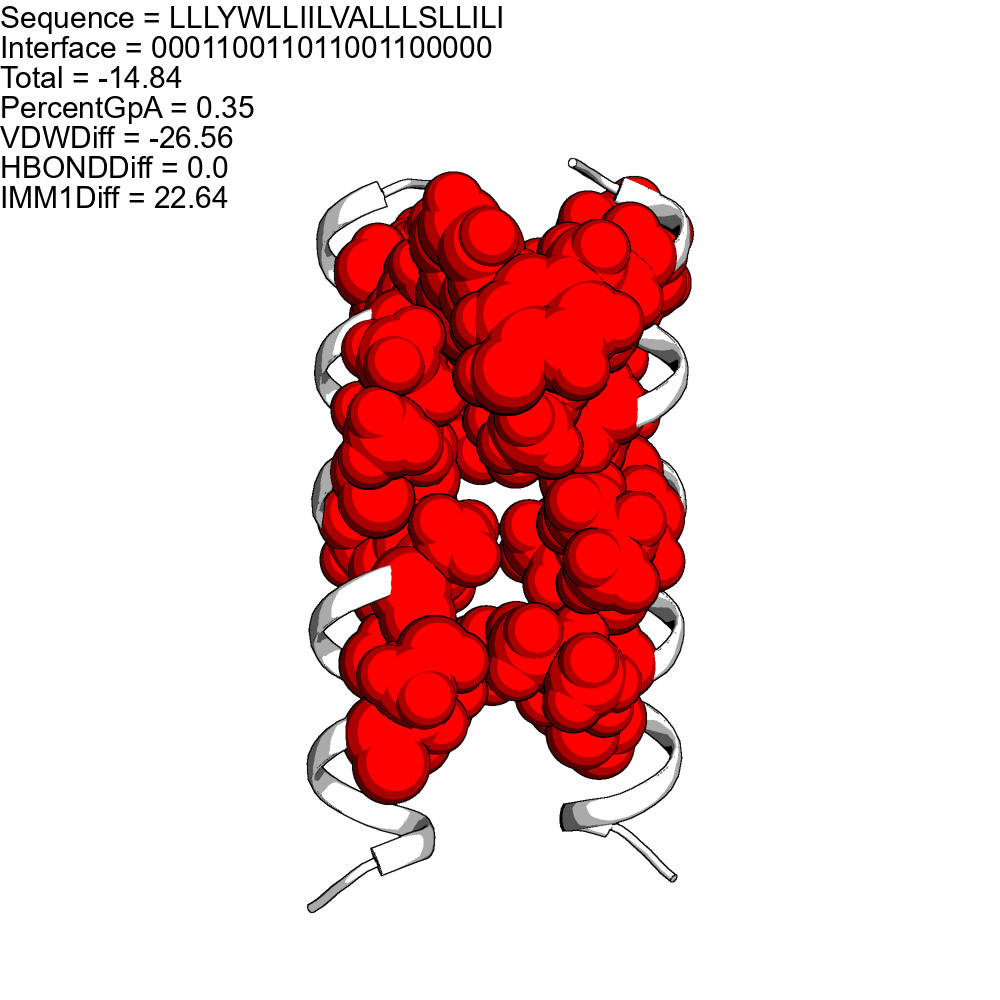 Sequence = LLLYWLLIILVALLLSLLILI
Interface = 000110011011001100000
Total = -14.84
PercentGpA = 0.35
VDWDiff = -26.56
HBONDDiff = 0.0
IMM1Diff = 22.64